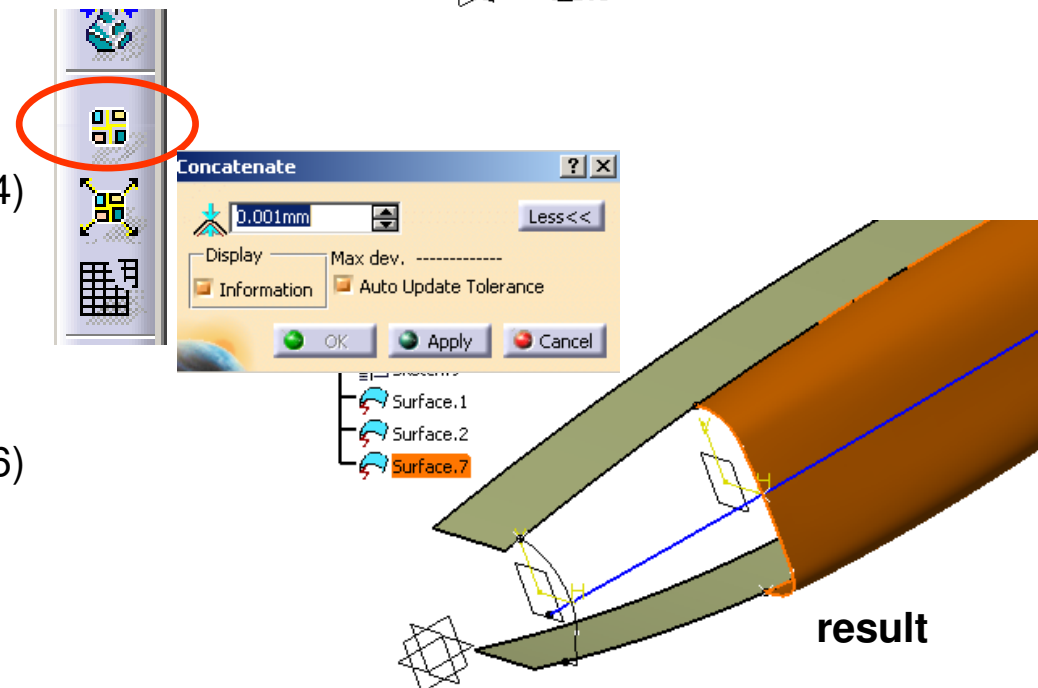 4)
Concatenate
0.001mm
Less<<
Display
Max dev. -------------
Information
Auto Update Tolerance
OK
Apply
Cancel
Surface.1
Surface.2
6)
Surface.7
V
H
V
H
result